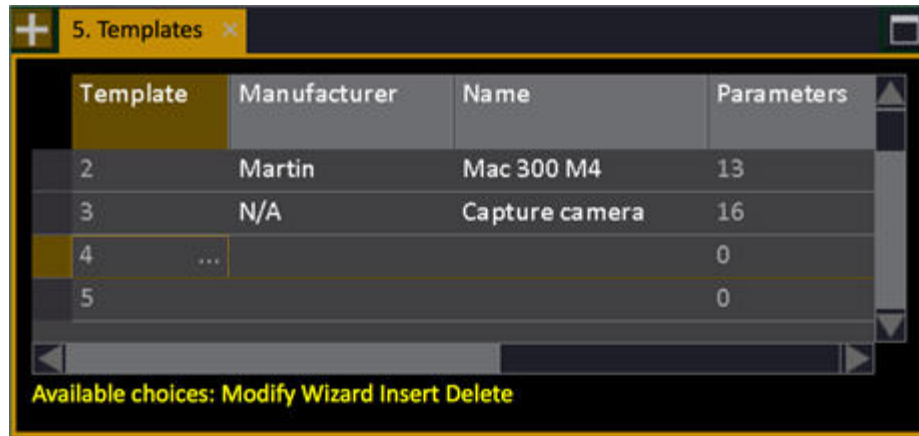 5. Templates
Template Manufacturer Name Parameters
2 Martin Mac 300 M4 13
3 N/A Capture camera 16
4 ... 0
5 0
Available choices: Modify Wizard Insert Delete